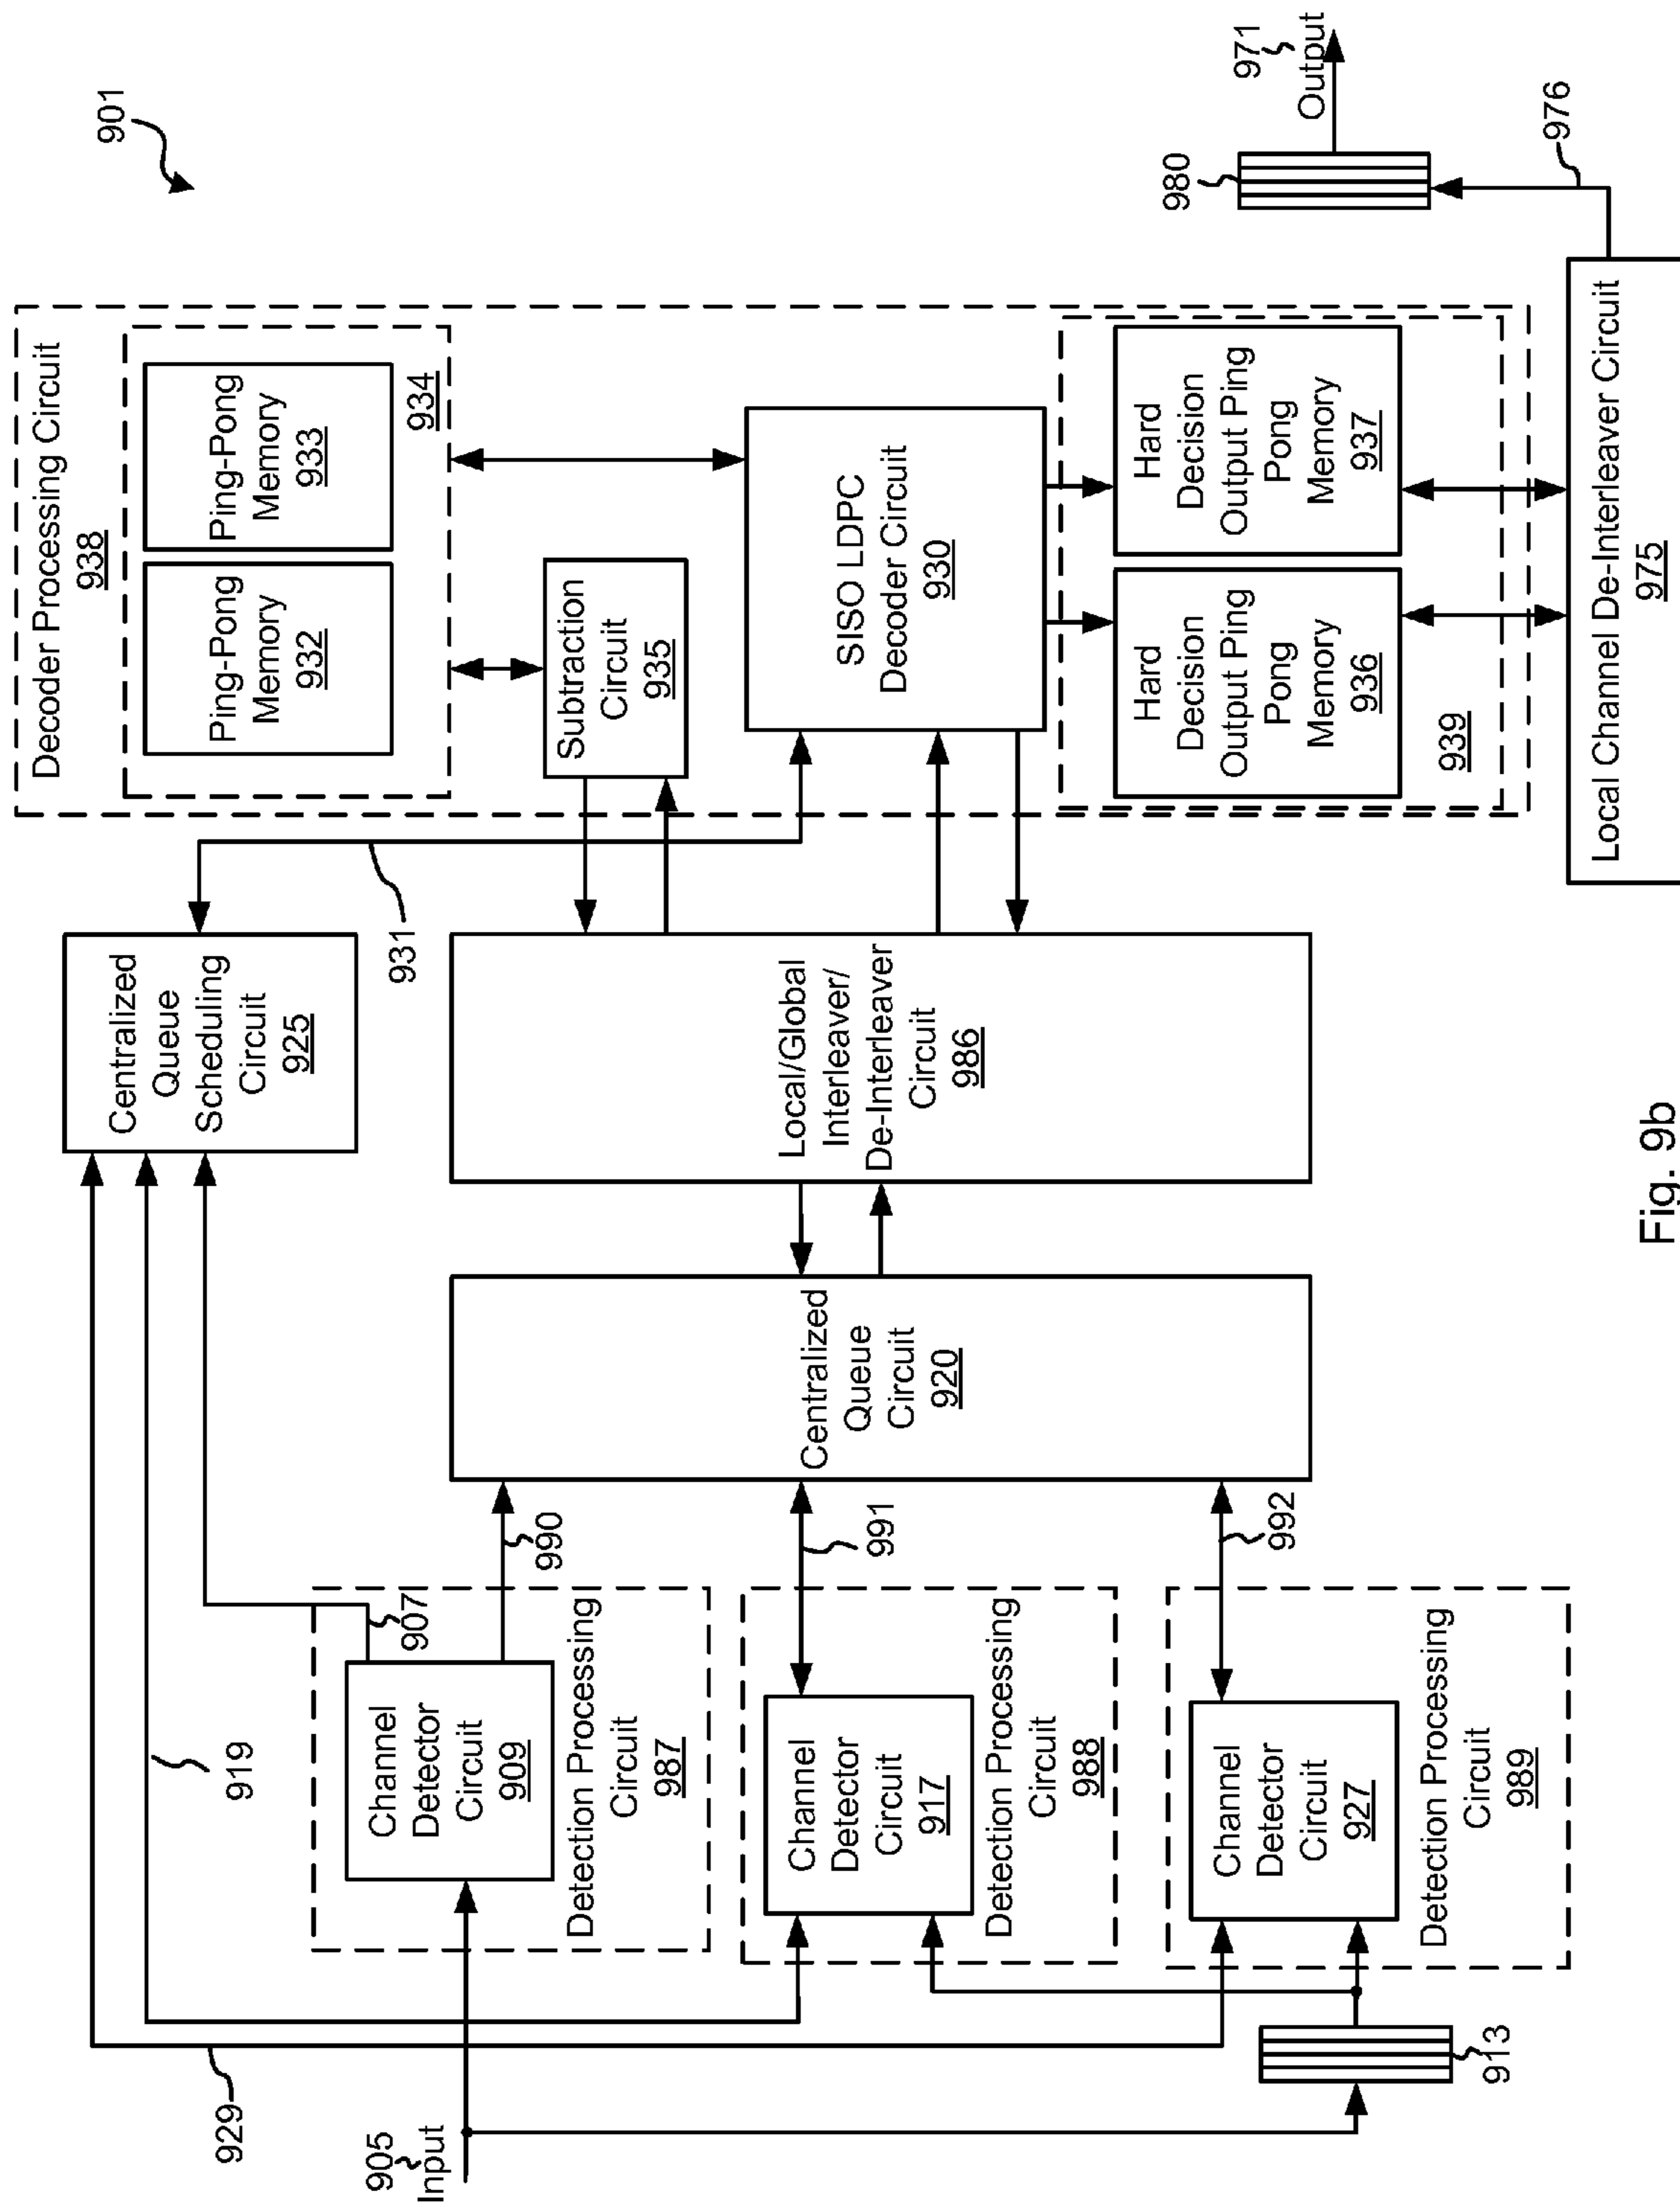 901
Decoder Processing Circuit
938
Ping-Pong
Memory
932
Ping-Pong
Memory
933
934
Centralized
Queue
Scheduling
Circuit
925
931
Subtraction
Circuit
935
SISO LDPC
Decoder Circuit
930
Hard
Decision
Output Ping
Pong
Memory
936
Hard
Decision
Output Ping
Pong
Memory
937
939
Local Channel De-Interleaver Circuit
975
976
980
971
Output
Local/Global
Interleaver/
De-Interleaver
Circuit
986
Centralized
Queue
Circuit
920
990
991
992
907
919
929
Channel
Detector
Circuit
909
Detection Processing
Circuit
987
Channel
Detector
Circuit
917
Detection Processing
Circuit
988
Channel
Detector
Circuit
927
Detection Processing
Circuit
989
905
Input
913
Fig. 9b